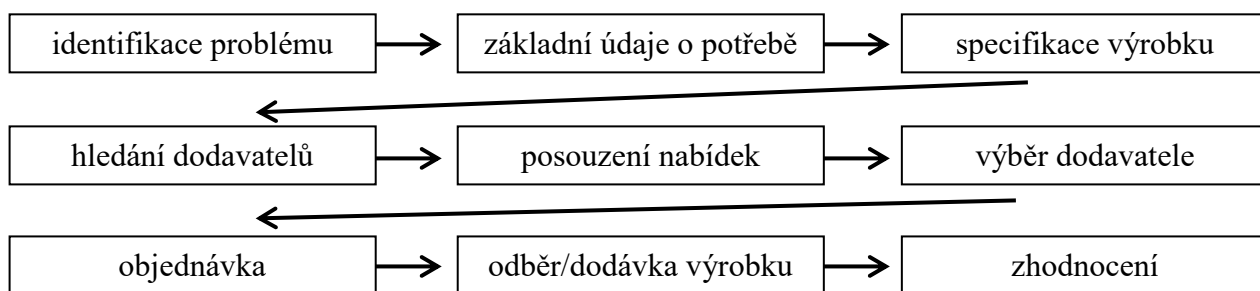 identifikace problému
základní údaje o potřebě
specifikace výrobku
hledání dodavatelů
posouzení nabídek
výběr dodavatele
objednávka
odběr/dodávka výrobku
zhodnocení